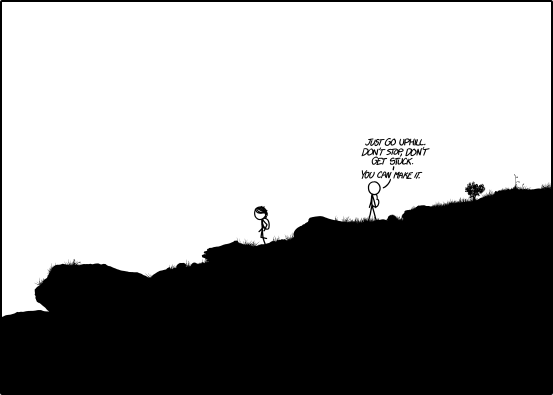 JUST GO UPHILL.
DON'T STOP, DON'T
GET STUCK.
YOU CAN MAKE IT.